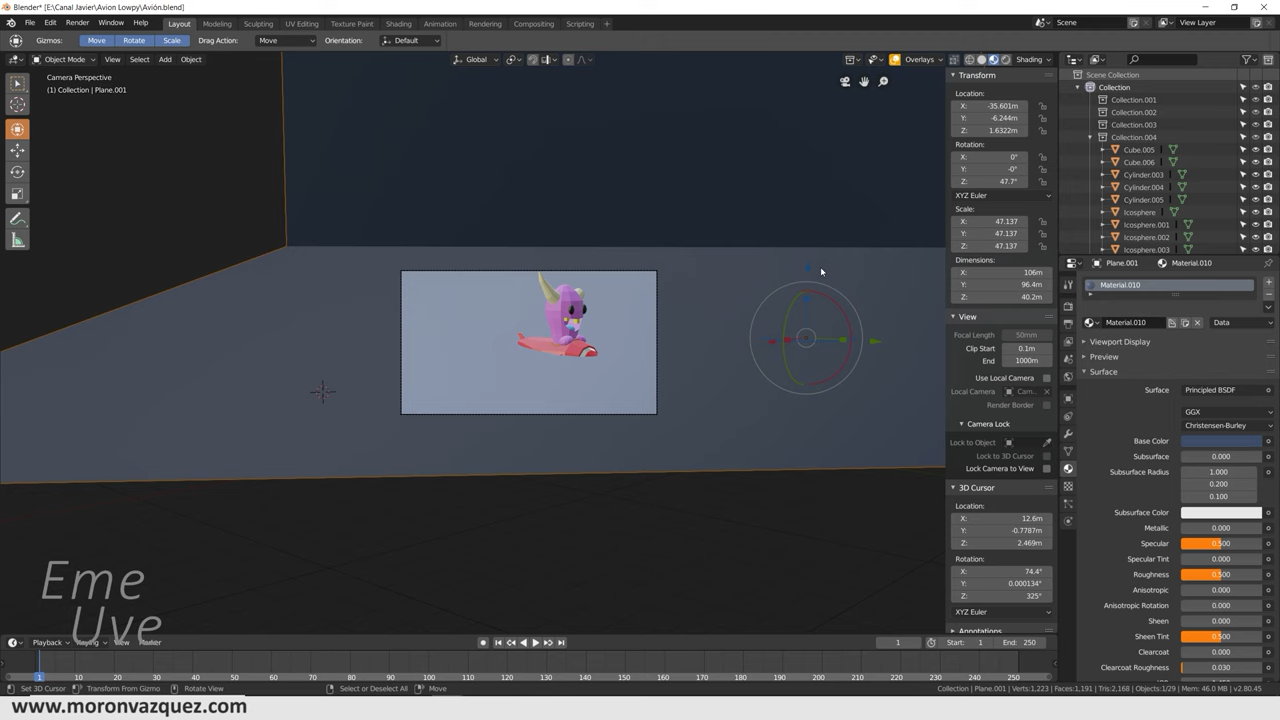 Blender* [E:\Canal Javier\Avion Lowpy\Avión.blend]
File Edit Render Window Help Layout Modeling Sculpting UV Editing Texture Paint Shading Animation Rendering Compositing Scripting + Scene View Layer
Gizmos: Move Rotate Scale Drag Action: Move Orientation: Default
Object Mode View Select Add Object Global Overlays Shading
Camera Perspective
(1) Collection | Plane.001
Transform
Location:
X: -35.601m
Y: -6.244m
Z: 1.6322m
Rotation:
X: 0°
Y: -0°
Z: 47.7°
XYZ Euler
Scale:
X: 47.137
Y: 47.137
Z: 47.137
Dimensions:
X: 106m
Y: 96.4m
Z: 40.2m
View
Focal Length 50mm
Clip Start 0.1m
End 1000m
Use Local Camera
Local Camera Cam...
Render Border
Camera Lock
Lock to Object
Lock to 3D Cursor
Lock Camera to View
3D Cursor
Location:
X: 12.6m
Y: -0.7787m
Z: 2.469m
Rotation:
X: 74.4°
Y: 0.000134°
Z: 325°
XYZ Euler
Annotations
Scene Collection
Collection
Collection.001
Collection.002
Collection.003
Collection.004
Cube.005
Cube.006
Cylinder.003
Cylinder.004
Cylinder.005
Icosphere
Icosphere.001
Icosphere.002
Icosphere.003
Plane.001 Material.010
Material.010
Material.010 Data
Viewport Display
Preview
Surface
Surface Principled BSDF
GGX
Christensen-Burley
Base Color
Subsurface 0.000
Subsurface Radius 1.000
0.200
0.100
Subsurface Color
Metallic 0.000
Specular 0.500
Specular Tint 0.000
Roughness 0.500
Anisotropic 0.000
Anisotropic Rotation 0.000
Sheen 0.000
Sheen Tint 0.500
Clearcoat 0.000
Clearcoat Roughness 0.030
Eme
Uve
Playback Keying View Marker 1 Start: 1 End: 250
1 10 20 30 40 50 60 70 80 90 100 110 120 130 140 150 160 170 180 190 200 210 220 230 240 250
Set 3D Cursor Transform From Gizmo Rotate View Select or Deselect All Move Collection | Plane.001 | Verts:1,223 | Faces:1,191 | Tris:2,168 | Objects:1/29 | Mem: 46.0 MB | v2.80.45
www.moronvazquez.com